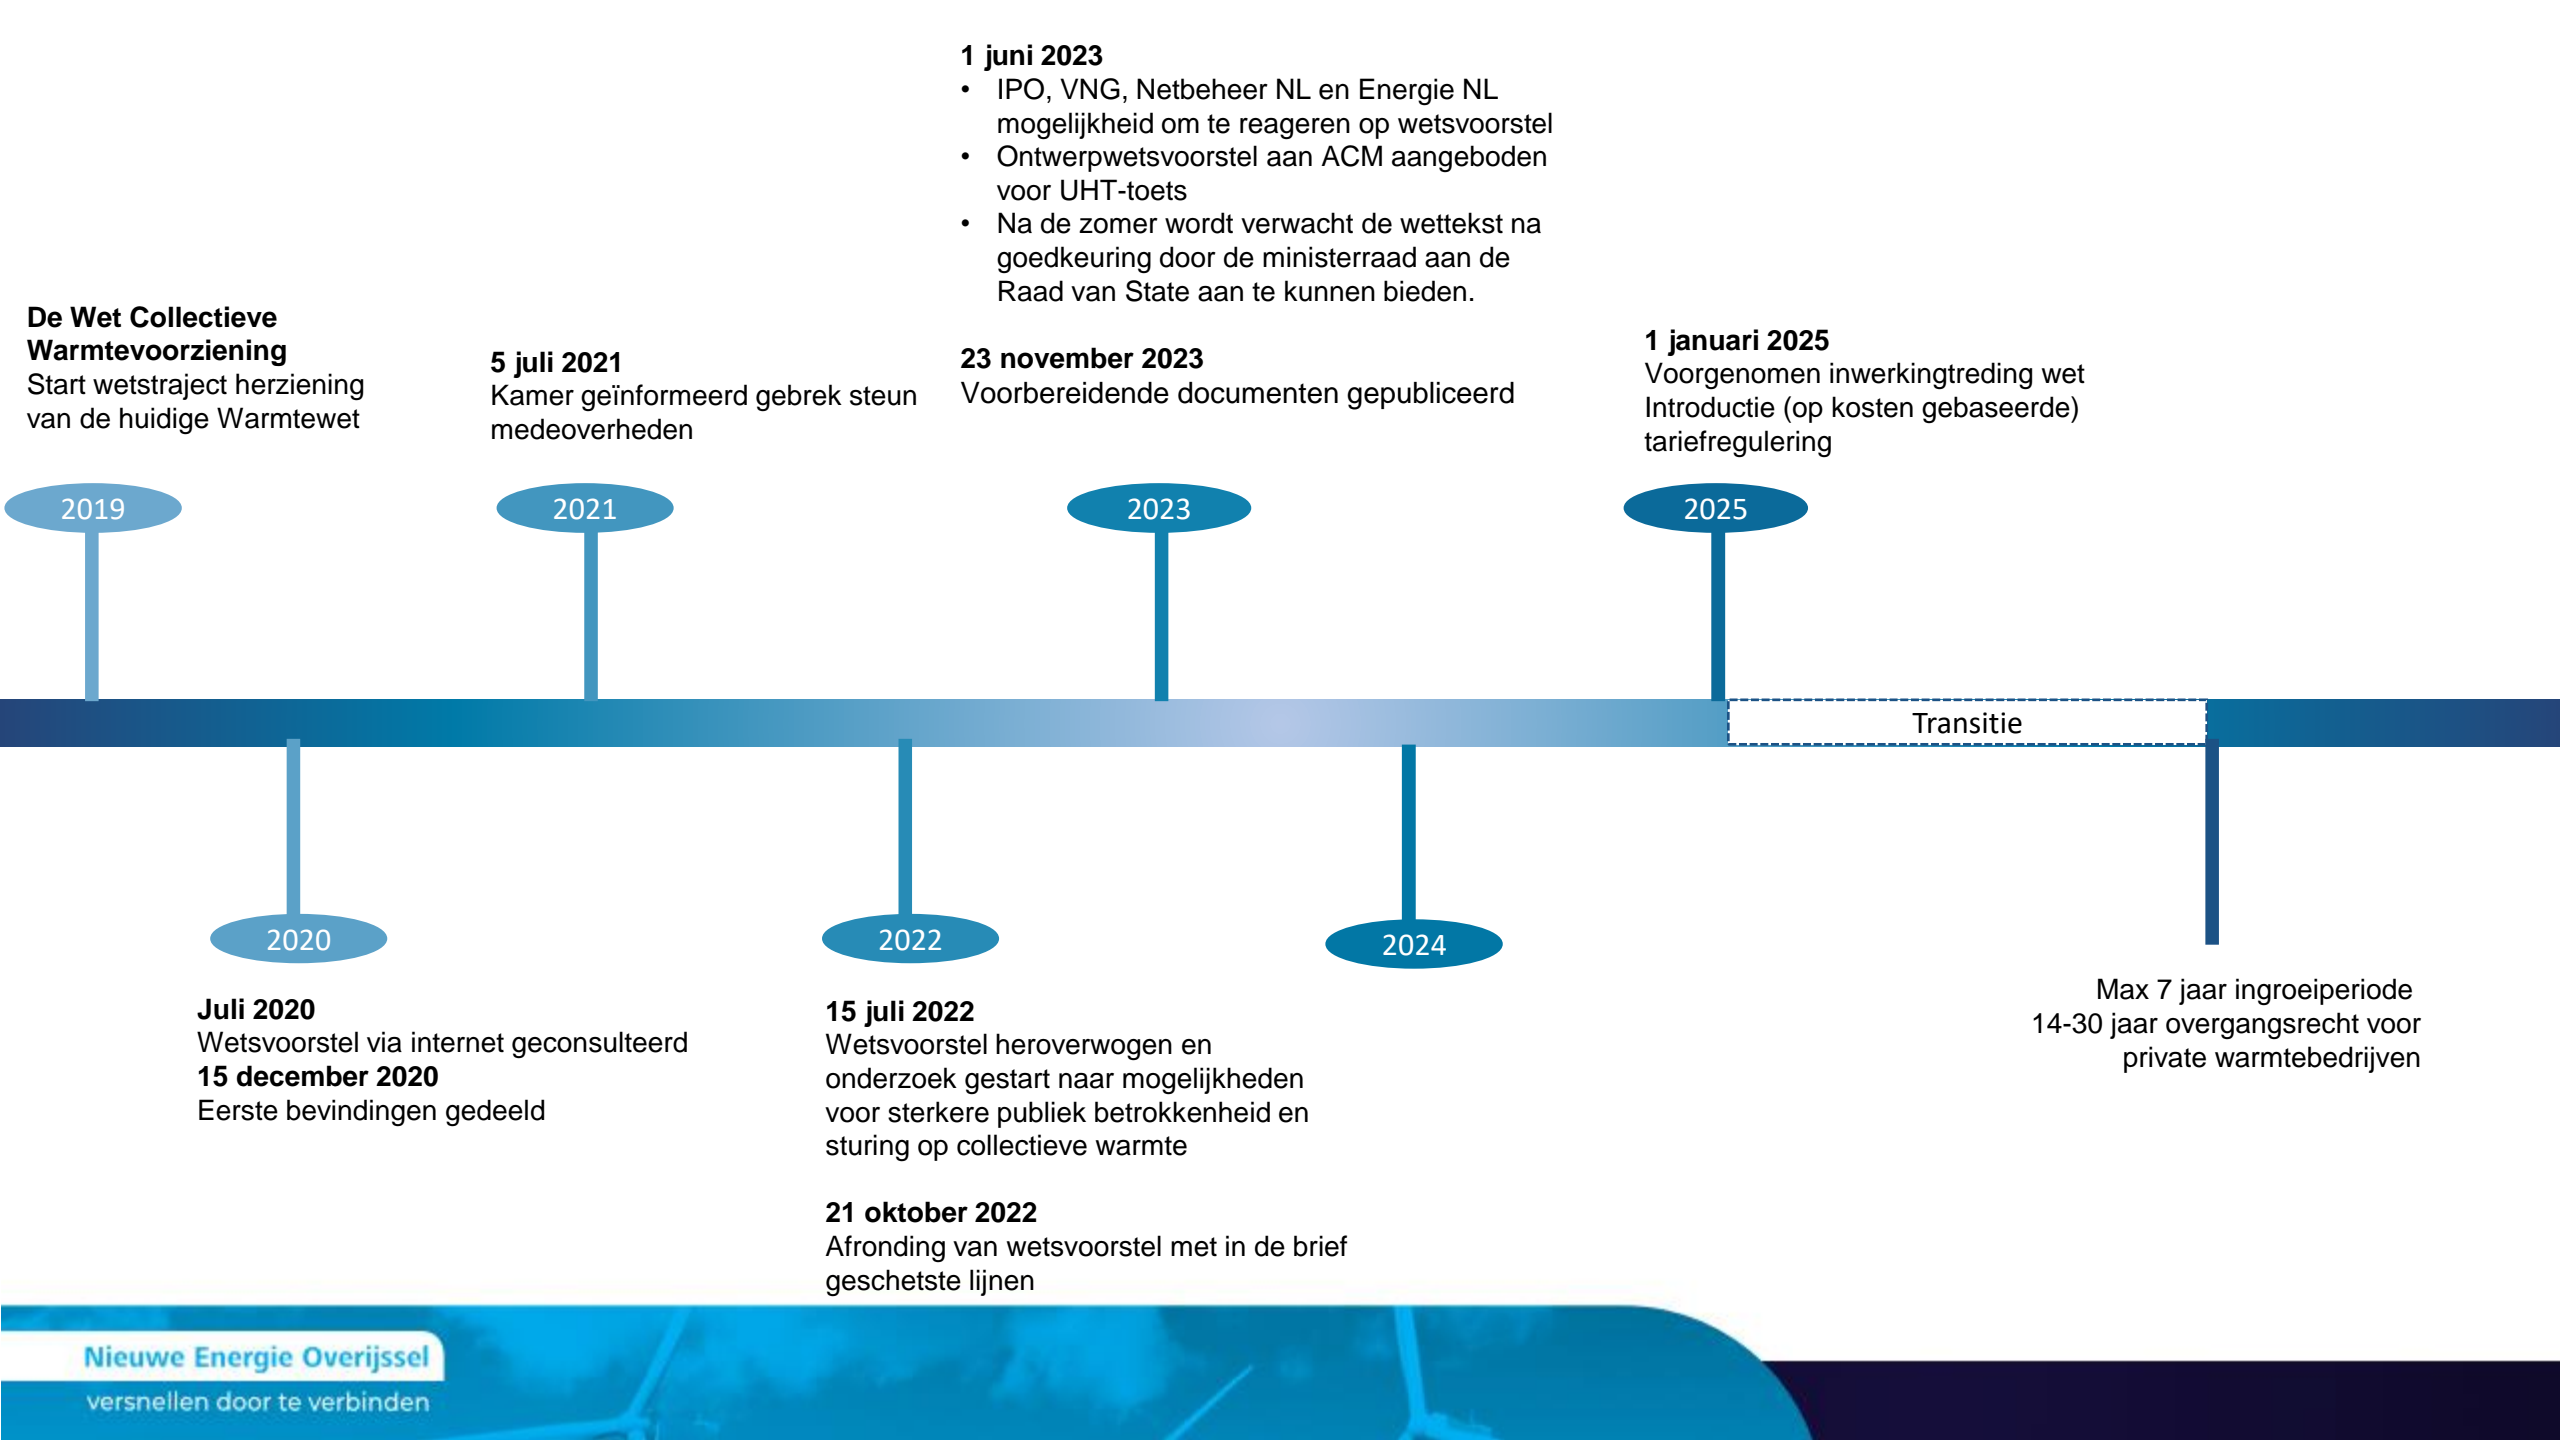 De Wet Collectieve
Warmtevoorziening
Start wetstraject herziening
van de huidige Warmtewet
5 juli 2021
Kamer geïnformeerd gebrek steun
medeoverheden
1 juni 2023
• IPO, VNG, Netbeheer NL en Energie NL
mogelijkheid om te reageren op wetsvoorstel
• Ontwerpwetsvoorstel aan ACM aangeboden
voor UHT-toets
• Na de zomer wordt verwacht de wettekst na
goedkeuring door de ministerraad aan de
Raad van State aan te kunnen bieden.
23 november 2023
Voorbereidende documenten gepubliceerd
1 januari 2025
Voorgenomen inwerkingtreding wet
Introductie (op kosten gebaseerde)
tariefregulering
2019
2021
2023
2025
Transitie
2020
2022
2024
Juli 2020
Wetsvoorstel via internet geconsulteerd
15 december 2020
Eerste bevindingen gedeeld
15 juli 2022
Wetsvoorstel heroverwogen en
onderzoek gestart naar mogelijkheden
voor sterkere publiek betrokkenheid en
sturing op collectieve warmte
21 oktober 2022
Afronding van wetsvoorstel met in de brief
geschetste lijnen
Max 7 jaar ingroeiperiode
14-30 jaar overgangsrecht voor
private warmtebedrijven
Nieuwe Energie Overijssel
versnellen door te verbinden